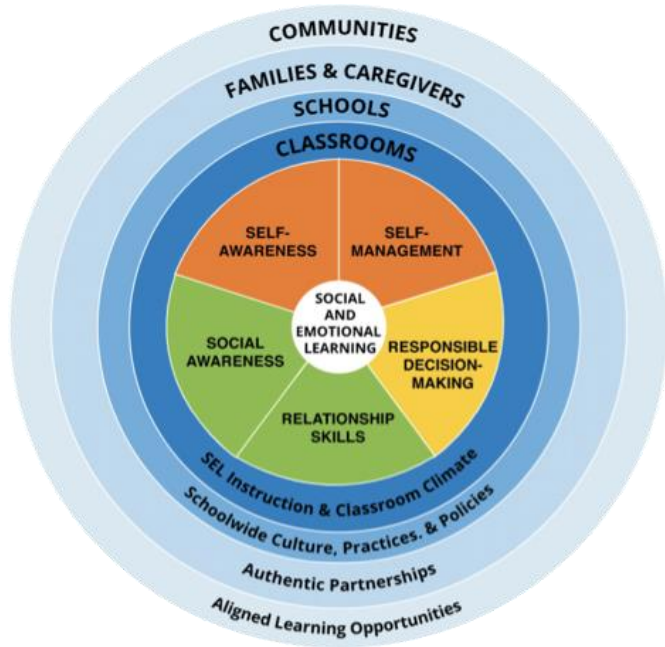 COMMUNITIES
FAMILIES & CAREGIVERS
SCHOOLS
CLASSROOMS
SELF-
AWARENESS
SELF-
MANAGEMENT
SOCIAL
AND
EMOTIONAL
LEARNING
SOCIAL
AWARENESS
RESPONSIBLE
DECISION-
MAKING
RELATIONSHIP
SKILLS
SEL Instruction & Classroom Climate
Schoolwide Culture, Practices. & Policies
Authentic Partnerships
Aligned Learning Opportunities